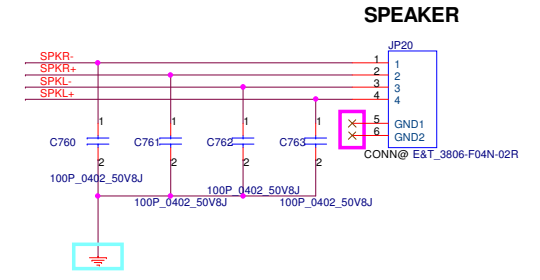 SPEAKER
JP20
SPKR- 1 1
SPKR+ 2 2
SPKL- 3 3
SPKL+ 4 4
5 GND1
6 GND2
CONN@ E&T_3806-F04N-02R
1 1 1 1
C760 C761 C762 C763
2 2 2 2
100P_0402_50V8J
100P_0402_50V8J
100P_0402_50V8J
100P_0402_50V8J